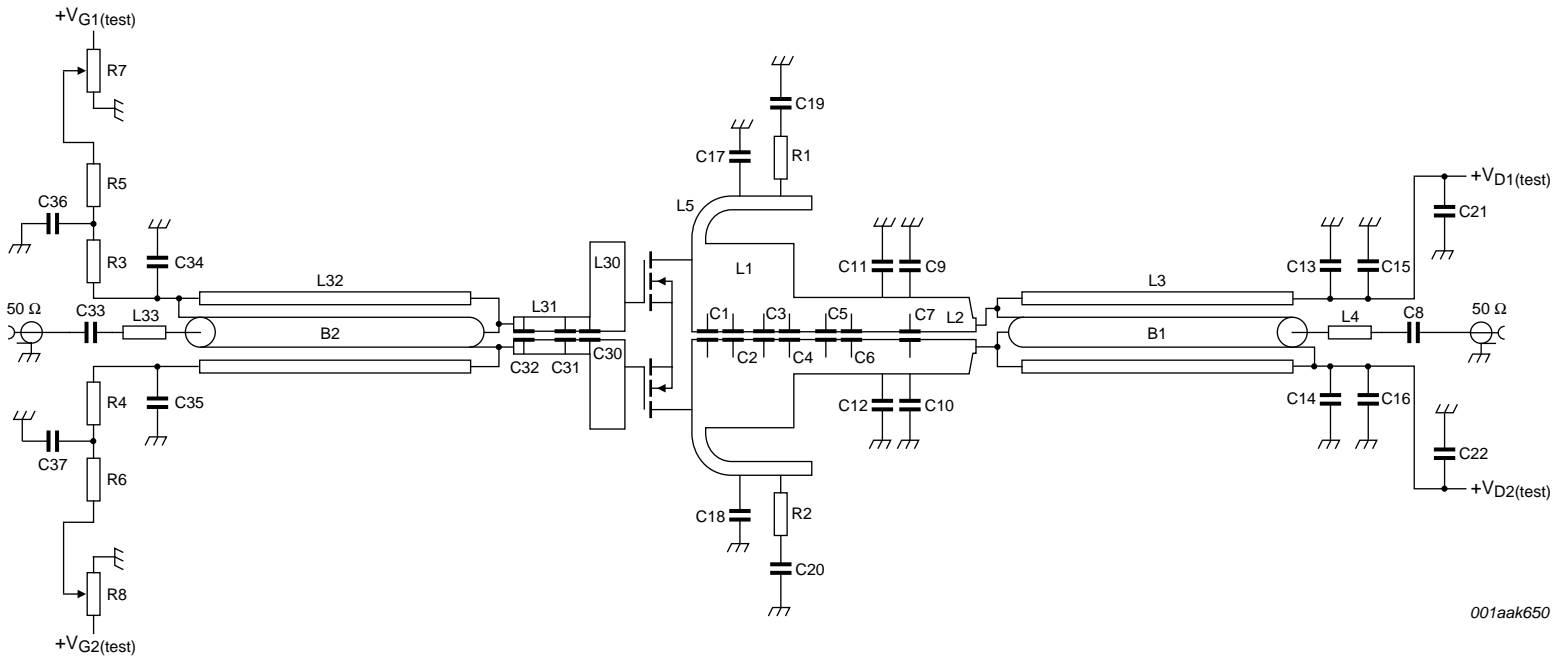 +VG1(test)
R7
C19
C17
R1
R5
+VD1(test)
C36
L5
C21
R3
C34
L30
L1
C11
C9
C13
C15
L32
L31
L3
50 Ω
C33
L33
B2
C1
C3
C5
C7
L2
B1
L4
C8
50 Ω
C32
C31
C30
C2
C4
C6
R4
C35
C12
C10
C14
C16
C37
R6
C22
C18
R2
+VD2(test)
C20
R8
001aak650
+VG2(test)